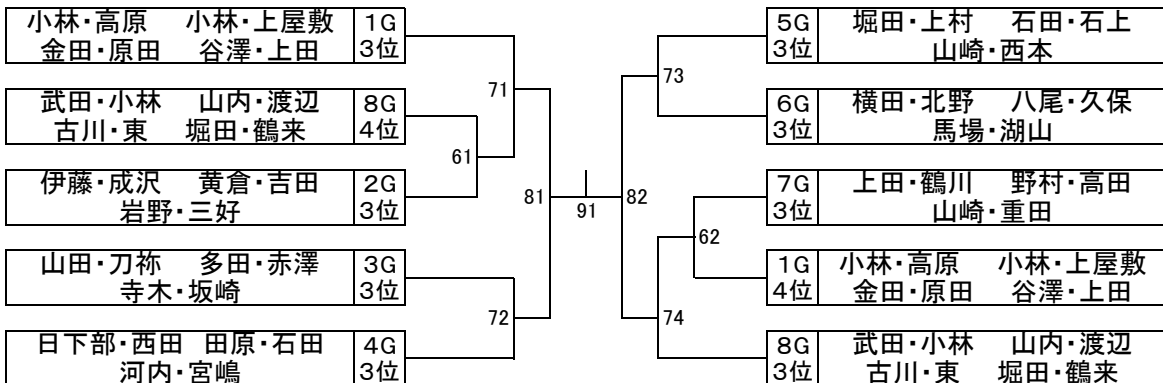 小林・高原 小林・上屋敷 1G
金田・原田 谷澤・上田 3位
武田・小林 山内・渡辺 8G
古川・東 堀田・鶴来 4位
伊藤・成沢 黄倉・吉田 2G
岩野・三好 3位
山田・刀祢 多田・赤澤 3G
寺木・坂崎 3位
日下部・西田 田原・石田 4G
河内・宮嶋 3位
71
61
72
81
91
82
73
62
74
5G 堀田・上村 石田・石上
3位 山崎・西本
6G 横田・北野 八尾・久保
3位 馬場・湖山
7G 上田・鶴川 野村・高田
3位 山崎・重田
1G 小林・高原 小林・上屋敷
4位 金田・原田 谷澤・上田
8G 武田・小林 山内・渡辺
3位 古川・東 堀田・鶴来